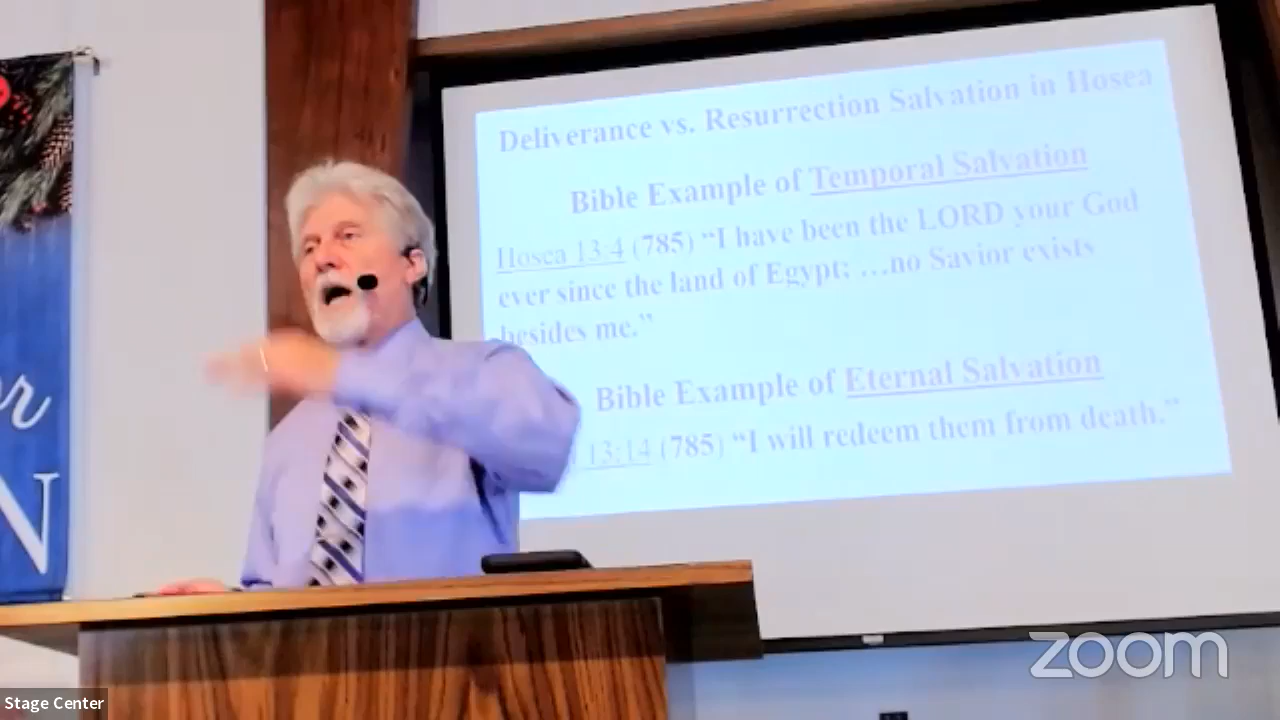 Deliverance vs. Resurrection Salvation in Hosea
Bible Example of Temporal Salvation
Hosea 13:4 (785) “I have been the LORD your God
ever since the land of Egypt; …no Savior exists
besides me.”
Bible Example of Eternal Salvation
13:14 (785) “I will redeem them from death.”
or
N
zoom
Stage Center